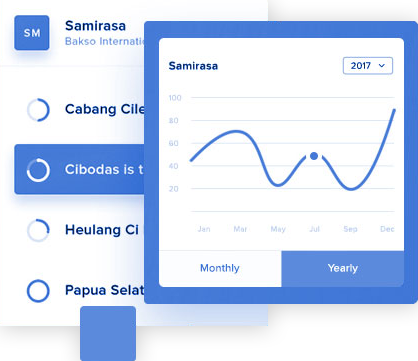 SM
Samirasa
Bakso Internati
Cabang Cile
Cibodas is t
Heulang Ci
Papua Selat
Samirasa
2017
100
80
60
40
20
Jan
Mar
May
Jul
Sep
Dec
Monthly
Yearly